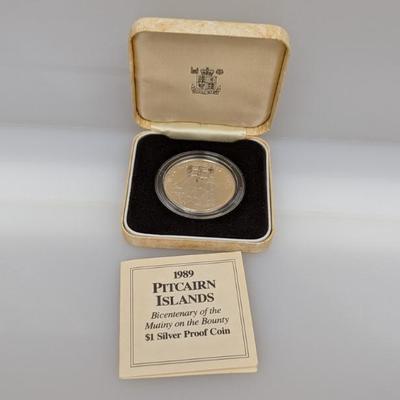 1989
PITCAIRN
ISLANDS
Bicentenary of the
Mutiny on the Bounty
$1 Silver Proof Coin